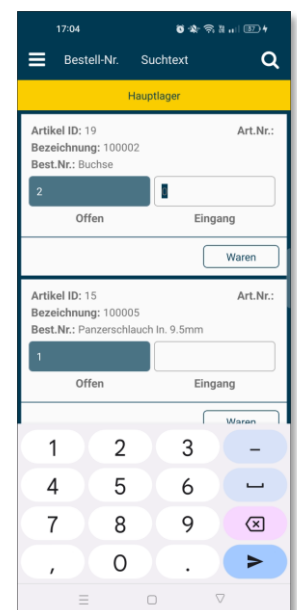 17:04
Bestell-Nr. Suchtext
Hauptlager
Artikel ID: 19 Art.Nr.:
Bezeichnung: 100002
Best.Nr.: Buchse
2 0
Offen Eingang
Waren
Artikel ID: 15 Art.Nr.:
Bezeichnung: 100005
Best.Nr.: Panzerschlauch In. 9.5mm
1
Offen Eingang
Waren
1 2 3 –
4 5 6
7 8 9
, 0 .